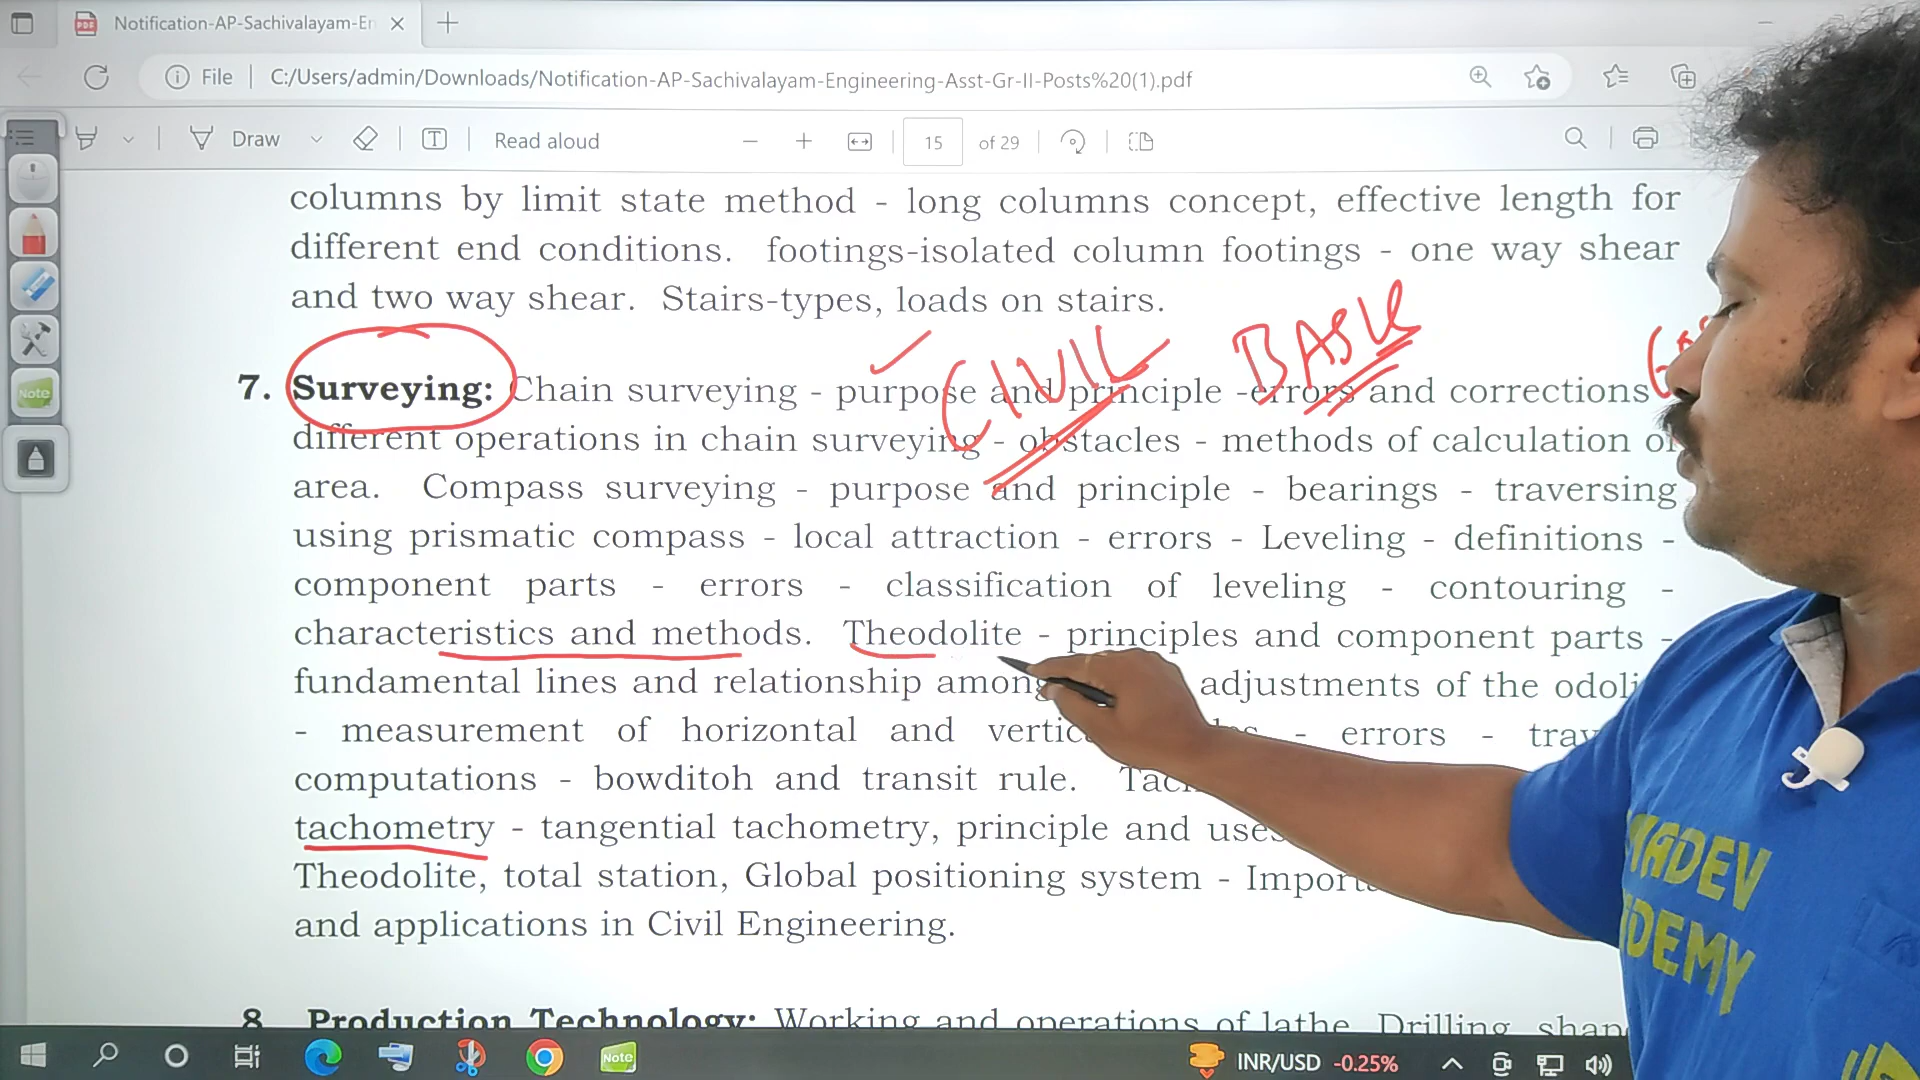 Notification-AP-Sachivalayam-En
File C:/Users/admin/Downloads/Notification-AP-Sachivalayam-Engineering-Asst-Gr-II-Posts%20(1).pdf
Draw Read aloud 15 of 29
columns by limit state method - long columns concept, effective length for
different end conditions. footings-isolated column footings - one way shear
and two way shear. Stairs-types, loads on stairs.
CIVIL BASIC
7. Surveying: Chain surveying - purpose and principle -errors and corrections
different operations in chain surveying - obstacles - methods of calculation of
area. Compass surveying - purpose and principle - bearings - traversing
using prismatic compass - local attraction - errors - Leveling - definitions -
component parts - errors - classification of leveling - contouring -
characteristics and methods. Theodolite - principles and component parts -
fundamental lines and relationship among adjustments of the odoli
- measurement of horizontal and vertic - errors -
computations - bowditoh and transit rule.
tachometry - tangential tachometry, principle and uses
Theodolite, total station, Global positioning system - Import
and applications in Civil Engineering.
8 Production Technology: Working and operations of lathe Drilling
Note
Note
INR/USD -0.25%
YADEV
DEMY